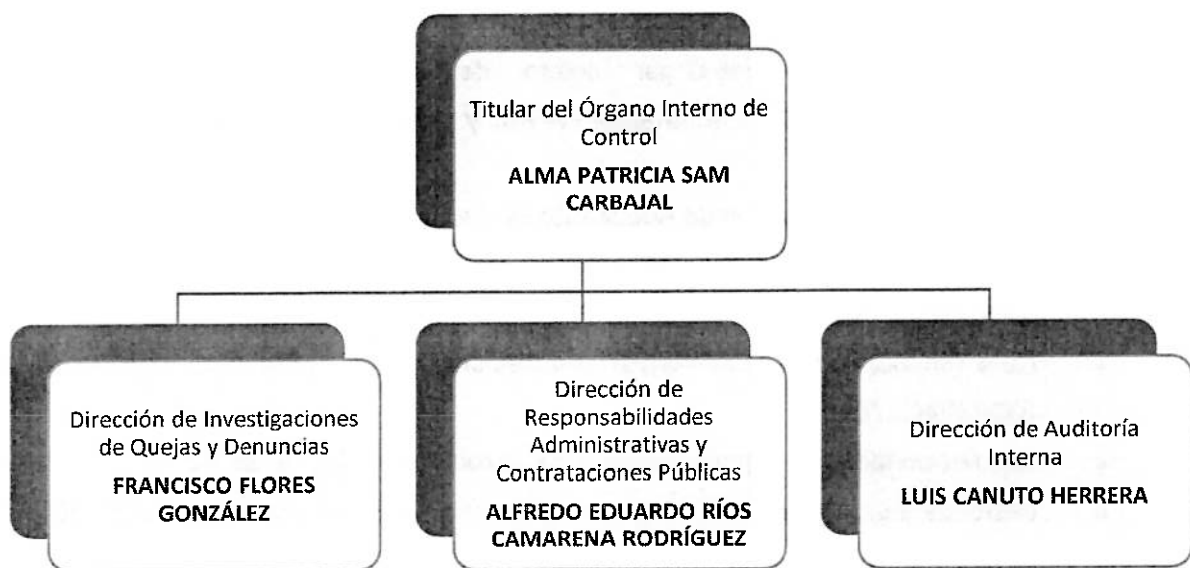 Titular del Órgano Interno de
Control
ALMA PATRICIA SAM
CARBAJAL
Dirección de Investigaciones
de Quejas y Denuncias
FRANCISCO FLORES
GONZÁLEZ
Dirección de
Responsabilidades
Administrativas y
Contrataciones Públicas
ALFREDO EDUARDO RÍOS
CAMARENA RODRÍGUEZ
Dirección de Auditoría
Interna
LUIS CANUTO HERRERA